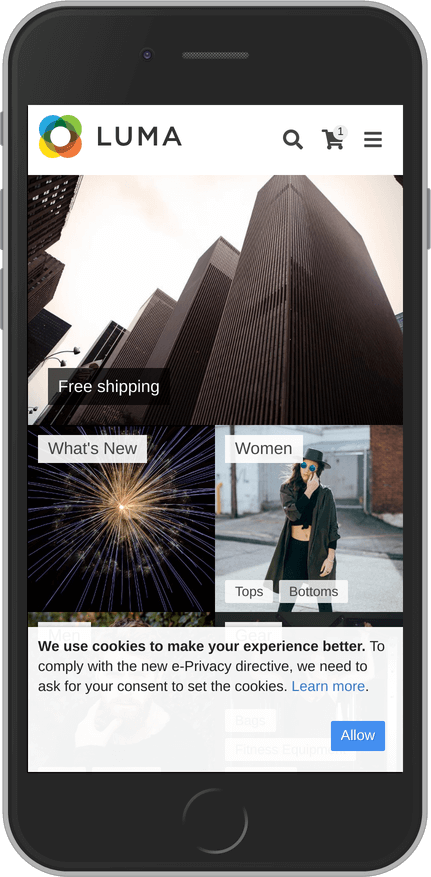 LUMA
1
Free shipping
What's New
Women
Tops
Bottoms
Men
Gear
We use cookies to make your experience better. To
comply with the new e-Privacy directive, we need to
ask for your consent to set the cookies. Learn more.
Bags
Fitness Equipment
Allow